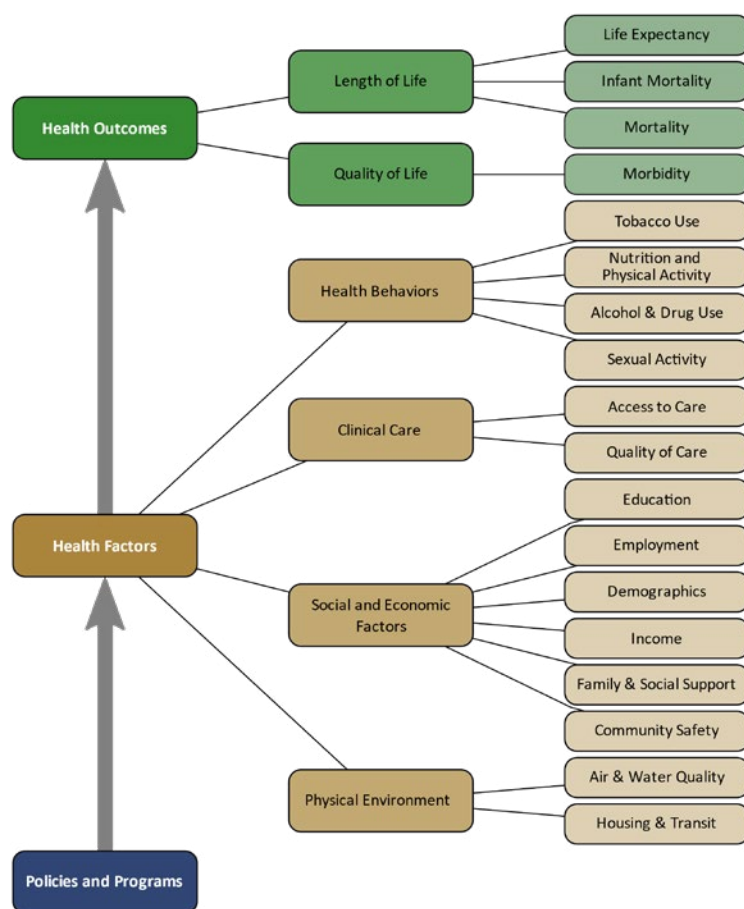 Life Expectancy
Length of Life
Infant Mortality
Health Outcomes
Mortality
Quality of Life
Morbidity
Tobacco Use
Health Behaviors
Nutrition and
Physical Activity
Alcohol & Drug Use
Sexual Activity
Clinical Care
Access to Care
Quality of Care
Health Factors
Education
Employment
Social and Economic
Factors
Demographics
Income
Family & Social Support
Community Safety
Physical Environment
Air & Water Quality
Housing & Transit
Policies and Programs